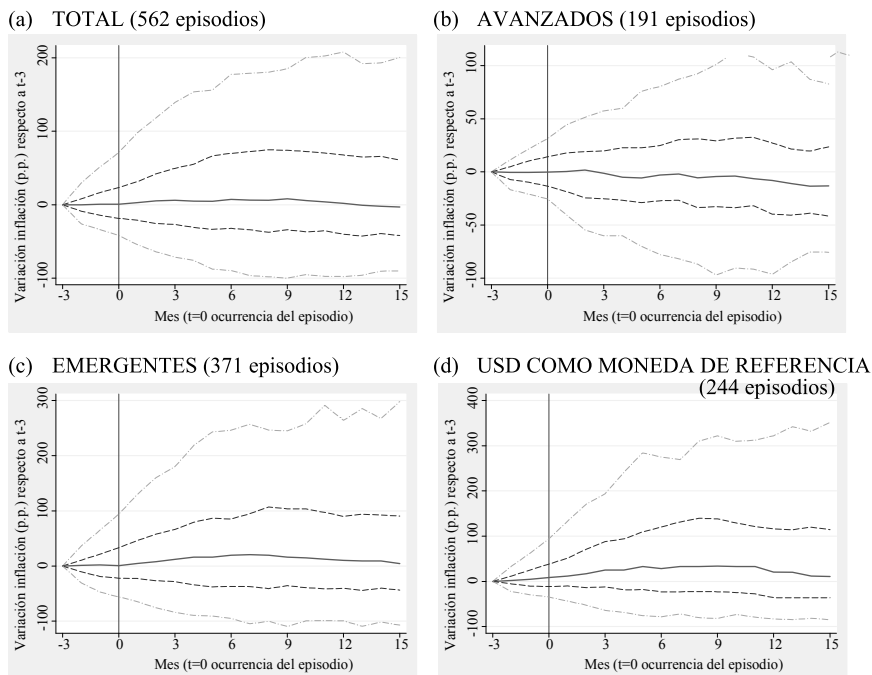 (a) TOTAL (562 episodios)
Variación inflación (p.p.) respecto a t-3
200
100
0
-100
-3 0 3 6 9 12 15
Mes (t=0 ocurrencia del episodio)
(b) AVANZADOS (191 episodios)
Variación inflación (p.p.) respecto a t-3
100
50
0
-50
-100
-3 0 3 6 9 12 15
Mes (t=0 ocurrencia del episodio)
(c) EMERGENTES (371 episodios)
Variación inflación (p.p.) respecto a t-3
300
200
100
0
-100
-3 0 3 6 9 12 15
Mes (t=0 ocurrencia del episodio)
(d) USD COMO MONEDA DE REFERENCIA
(244 episodios)
Variación inflación (p.p.) respecto a t-3
400
300
200
100
0
-100
-3 0 3 6 9 12 15
Mes (t=0 ocurrencia del episodio)